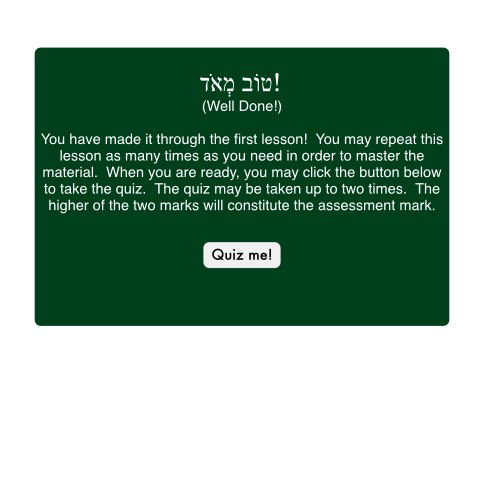 טוֹב מְאֹד!
(Well Done!)
You have made it through the first lesson!  You may repeat this
lesson as many times as you need in order to master the
material.  When you are ready, you may click the button below
to take the quiz.  The quiz may be taken up to two times.  The
higher of the two marks will constitute the assessment mark.
Quiz me!